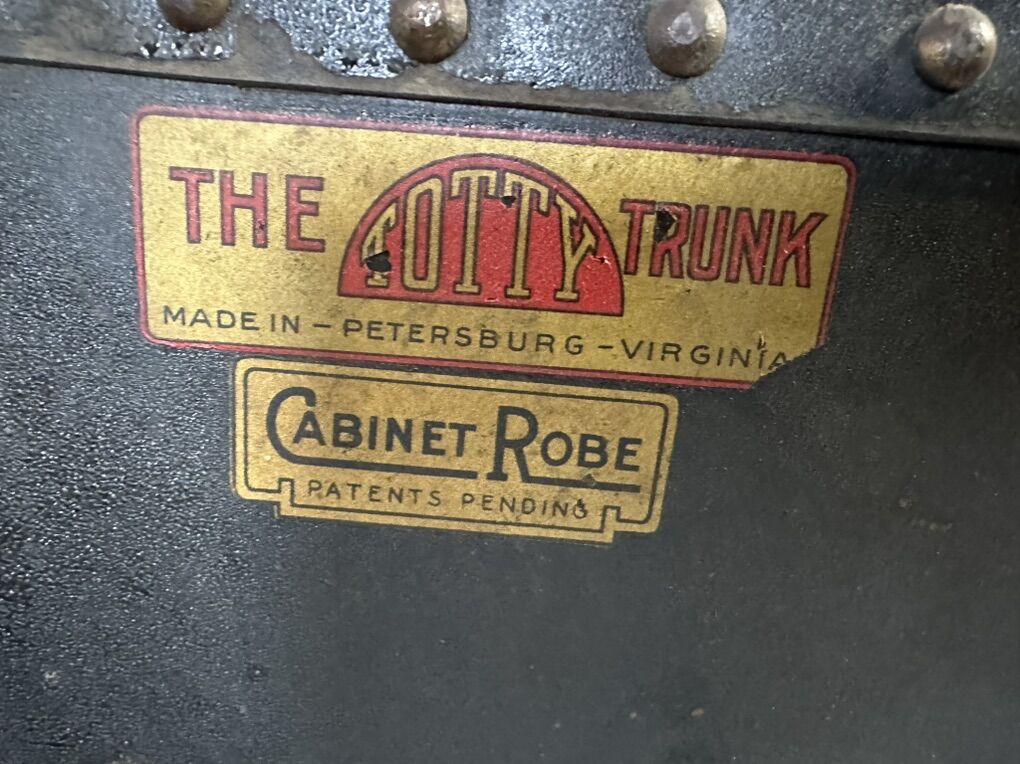 THE TOTTY TRUNK
MADE IN - PETERSBURG - VIRGINIA
CABINET ROBE
PATENTS PENDING